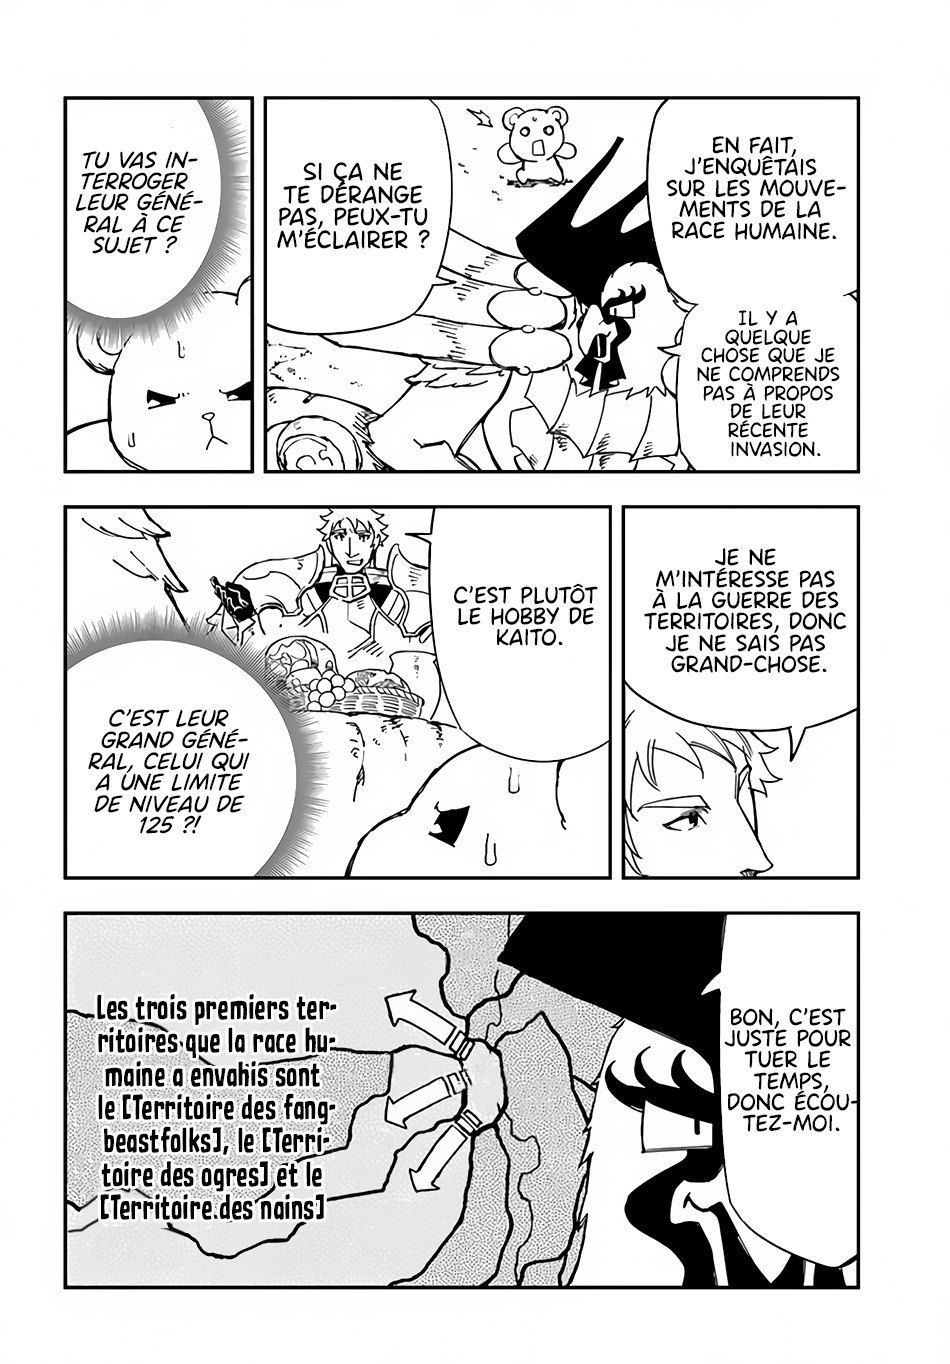 EN FAIT,
J'ENQUÊTAIS
SUR LES MOUVE-
MENTS DE LA
RACE HUMAINE.
IL Y A
QUELQUE
CHOSE QUE JE
NE COMPRENDS
PAS À PROPOS
DE LEUR
RÉCENTE
INVASION.
SI ÇA NE
TE DÉRANGE
PAS, PEUX-TU
M'ÉCLAIRER ?
TU VAS IN-
TERROGER
LEUR GÉNÉ-
RAL À CE
SUJET ?
JE NE
M'INTÉRESSE PAS
À LA GUERRE DES
TERRITOIRES, DONC
JE NE SAIS PAS
GRAND-CHOSE.
C'EST PLUTÔT
LE HOBBY DE
KAITO.
C'EST LEUR
GRAND GÉNÉ-
RAL, CELUI QUI
A UNE LIMITE
DE NIVEAU DE
125 ?!
BON, C'EST
JUSTE POUR
TUER LE
TEMPS,
DONC ÉCOU-
TEZ-MOI.
Les trois premiers ter-
ritoires que la race hu-
maine a envahis sont
le [Territoire des fang-
beastfolks], le [Terri-
toire des ogres] et le
[Territoire des nains]